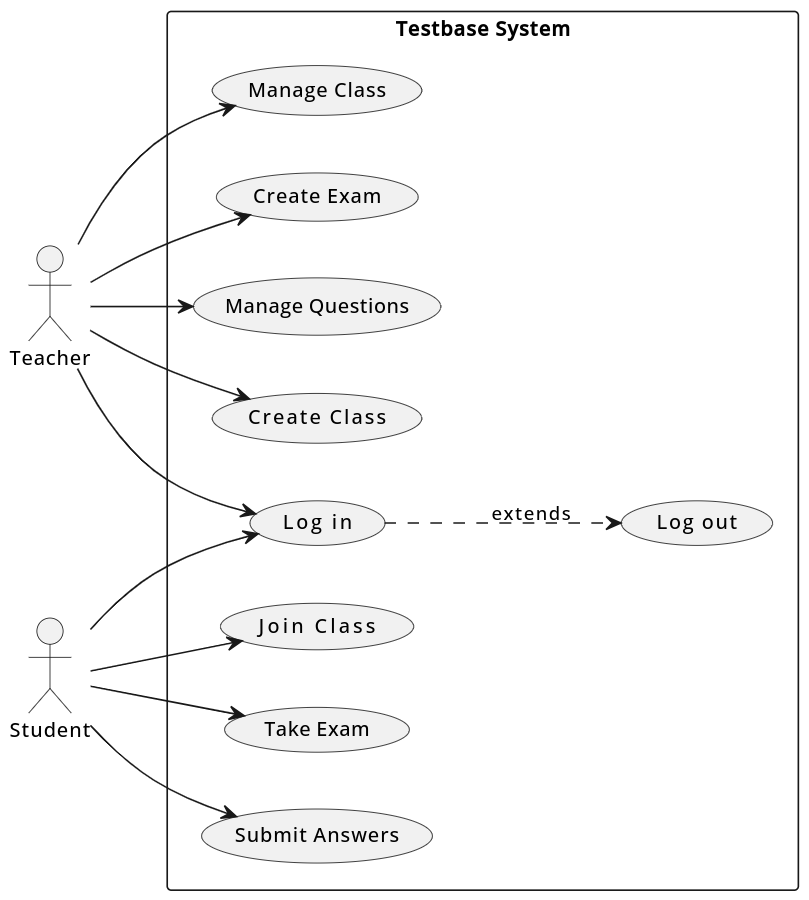 Testbase System
Manage Class
Create Exam
Manage Questions
Teacher
Create Class
Log in
extends
Log out
Join Class
Student
Take Exam
Submit Answers